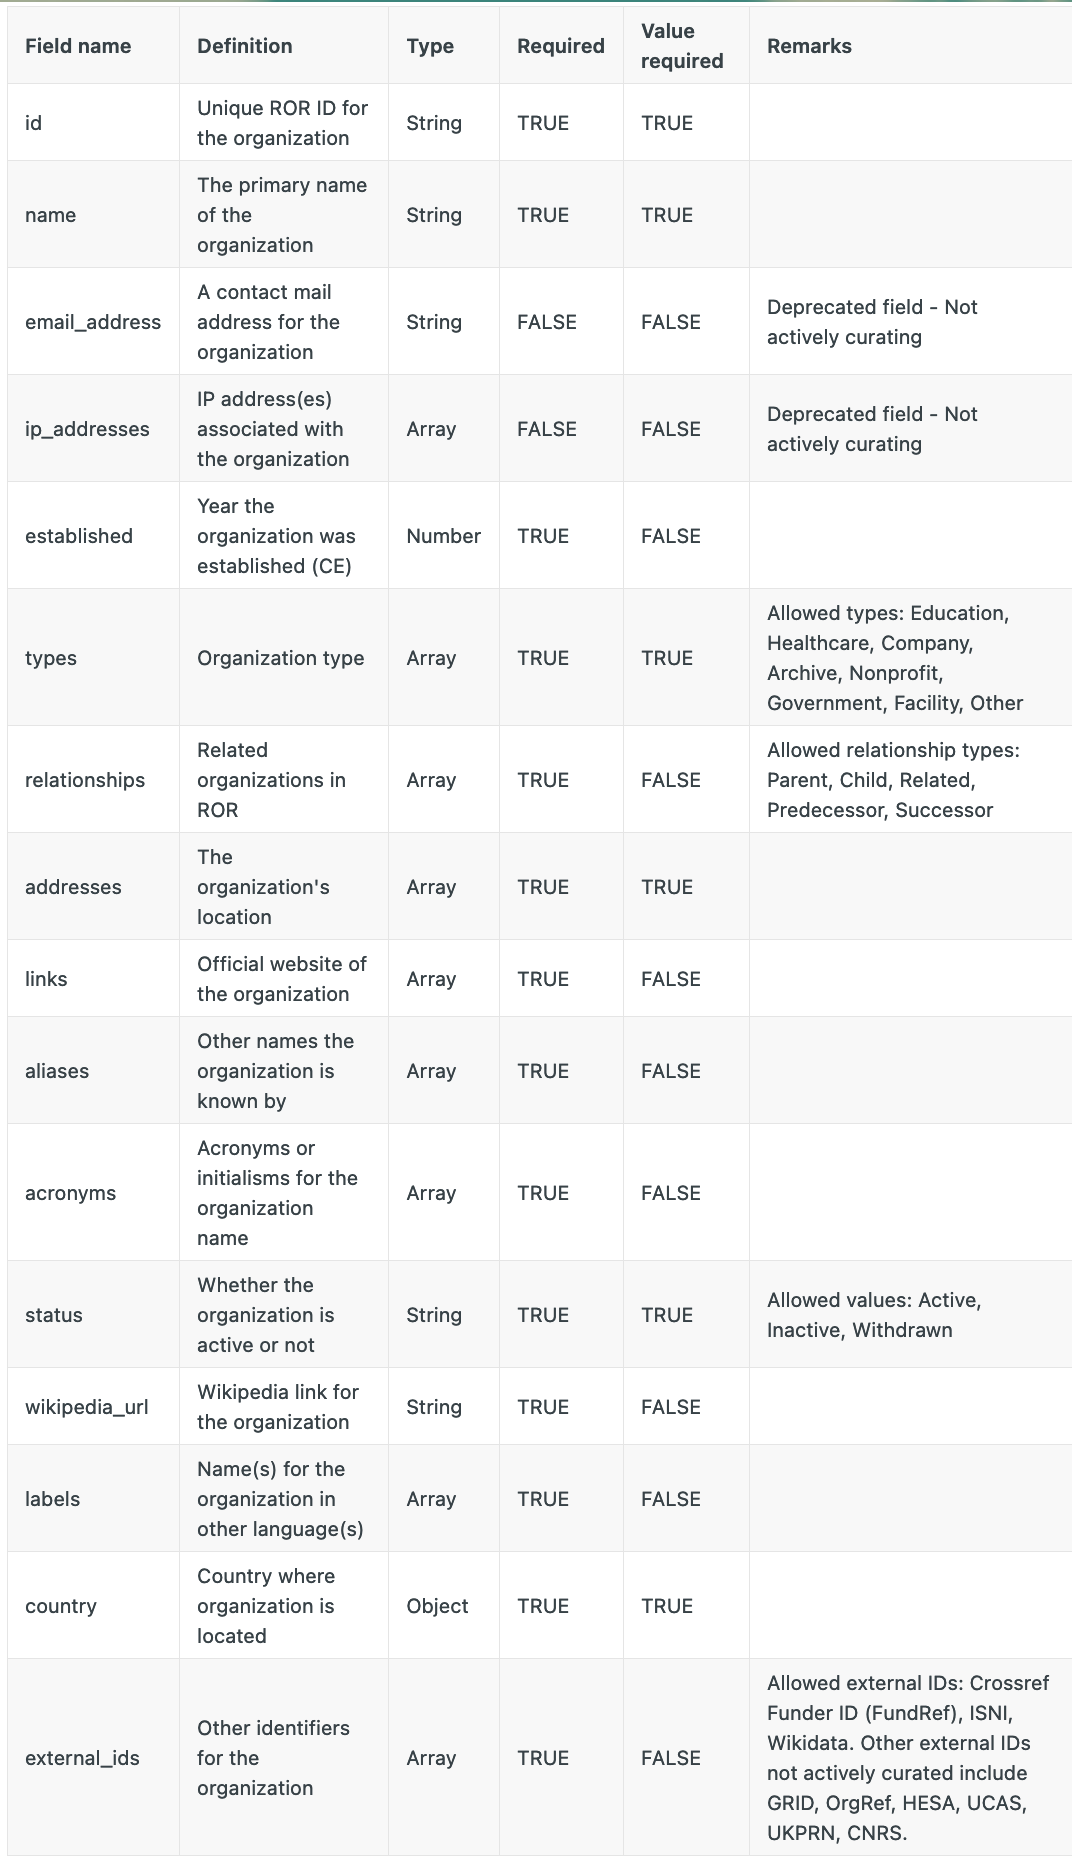 Field name Definition Type Required Value required Remarks
id Unique ROR ID for the organization String TRUE TRUE
name The primary name of the organization String TRUE TRUE
email_address A contact mail address for the organization String FALSE FALSE Deprecated field - Not actively curating
ip_addresses IP address(es) associated with the organization Array FALSE FALSE Deprecated field - Not actively curating
established Year the organization was established (CE) Number TRUE FALSE
types Organization type Array TRUE TRUE Allowed types: Education, Healthcare, Company, Archive, Nonprofit, Government, Facility, Other
relationships Related organizations in ROR Array TRUE FALSE Allowed relationship types: Parent, Child, Related, Predecessor, Successor
addresses The organization's location Array TRUE TRUE
links Official website of the organization Array TRUE FALSE
aliases Other names the organization is known by Array TRUE FALSE
acronyms Acronyms or initialisms for the organization name Array TRUE FALSE
status Whether the organization is active or not String TRUE TRUE Allowed values: Active, Inactive, Withdrawn
wikipedia_url Wikipedia link for the organization String TRUE FALSE
labels Name(s) for the organization in other language(s) Array TRUE FALSE
country Country where organization is located Object TRUE TRUE
external_ids Other identifiers for the organization Array TRUE FALSE Allowed external IDs: Crossref Funder ID (FundRef), ISNI, Wikidata. Other external IDs not actively curated include GRID, OrgRef, HESA, UCAS, UKPRN, CNRS.